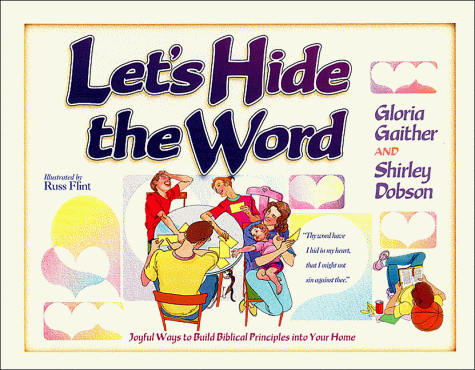 Let's Hide
the Word
Gloria
Gaither
AND
Shirley
Dobson
Illustrated by
Russ Flint
"Thy word have
I hid in my heart,
that I might not
sin against thee."
Joyful Ways to Build Biblical Principles into Your Home